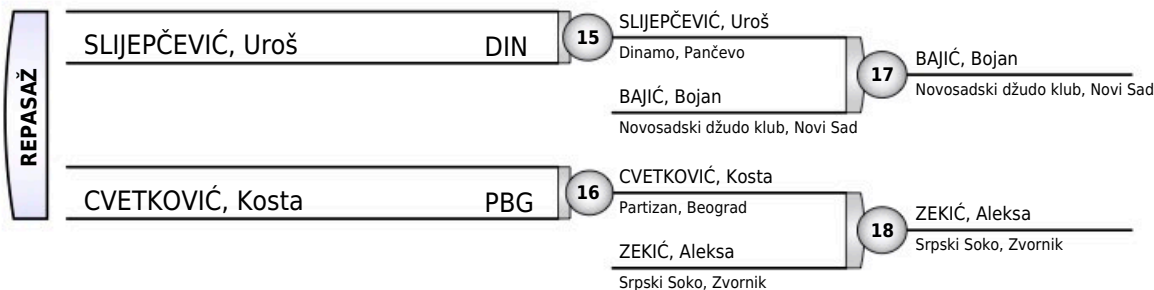 REPASAŽ
SLIJEPČEVIĆ, Uroš DIN
15
SLIJEPČEVIĆ, Uroš
Dinamo, Pančevo
BAJIĆ, Bojan
Novosadski džudo klub, Novi Sad
17
BAJIĆ, Bojan
Novosadski džudo klub, Novi Sad
CVETKOVIĆ, Kosta PBG
16
CVETKOVIĆ, Kosta
Partizan, Beograd
ZEKIĆ, Aleksa
Srpski Soko, Zvornik
18
ZEKIĆ, Aleksa
Srpski Soko, Zvornik